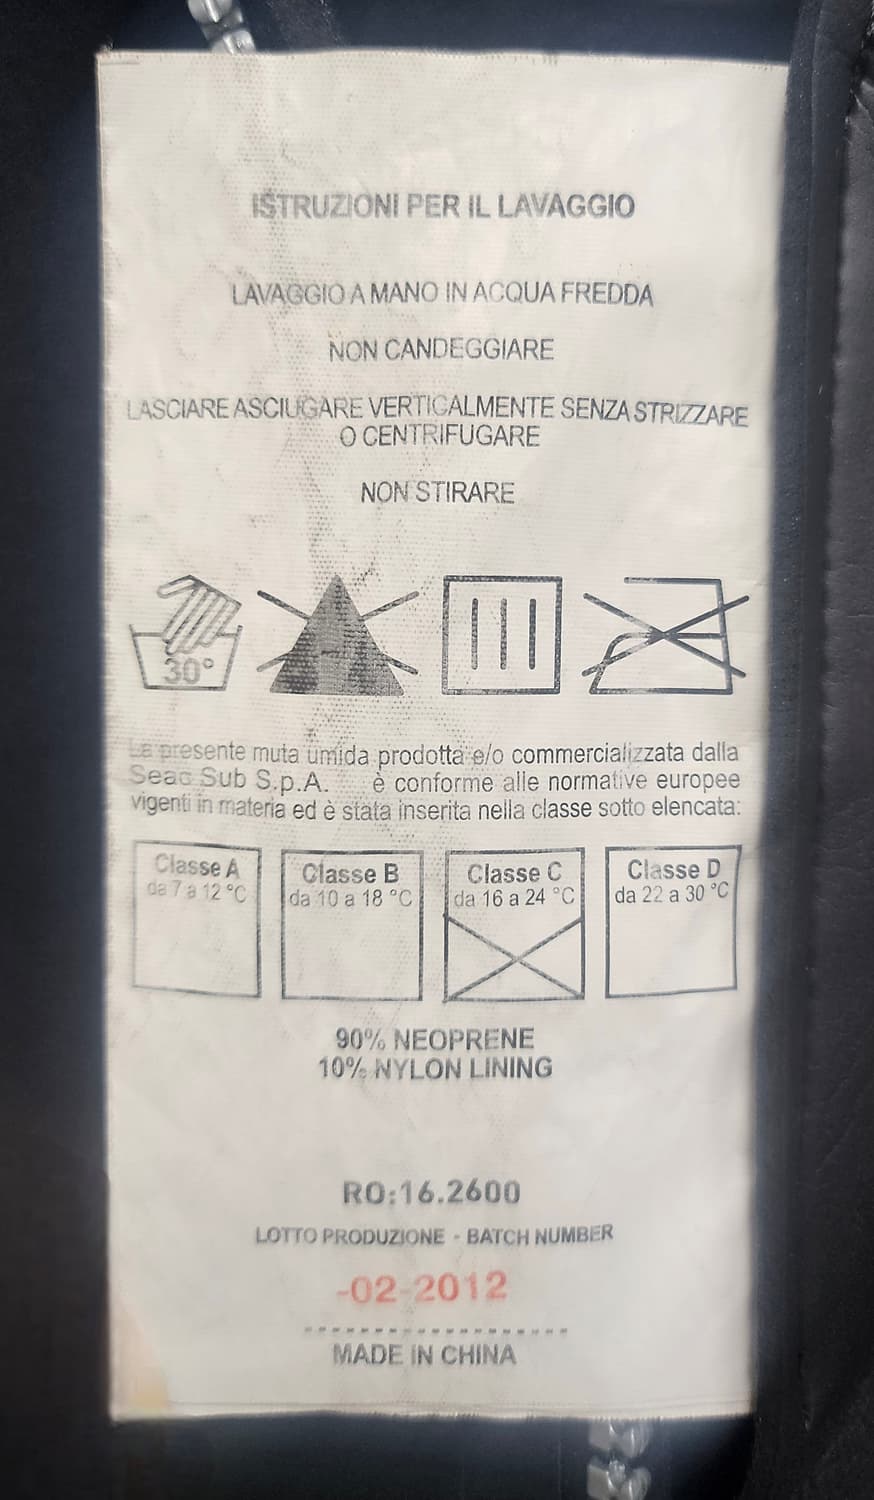 ISTRUZIONI PER IL LAVAGGIO
LAVAGGIO A MANO IN ACQUA FREDDA
NON CANDEGGIARE
LASCIARE ASCIUGARE VERTICALMENTE SENZA STRIZZARE
O CENTRIFUGARE
NON STIRARE
30°
La presente muta umida prodotta e/o commercializzata dalla
Seac Sub S.p.A. è conforme alle normative europee
vigenti in materia ed è stata inserita nella classe sotto elencata:
Classe A Classe B Classe C Classe D
da 7 a 12 °C da 10 a 18 °C da 16 a 24 °C da 22 a 30 °C
90% NEOPRENE
10% NYLON LINING
RO:16.2600
LOTTO PRODUZIONE - BATCH NUMBER
-02-2012
MADE IN CHINA